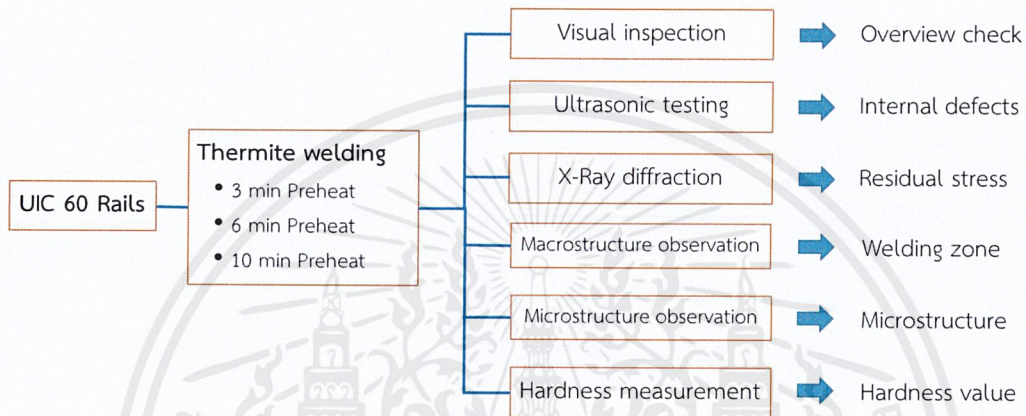 UIC 60 Rails
Thermite welding
• 3 min Preheat
• 6 min Preheat
• 10 min Preheat
Visual inspection
Overview check
Ultrasonic testing
Internal defects
X-Ray diffraction
Residual stress
Macrostructure observation
Welding zone
Microstructure observation
Microstructure
Hardness measurement
Hardness value